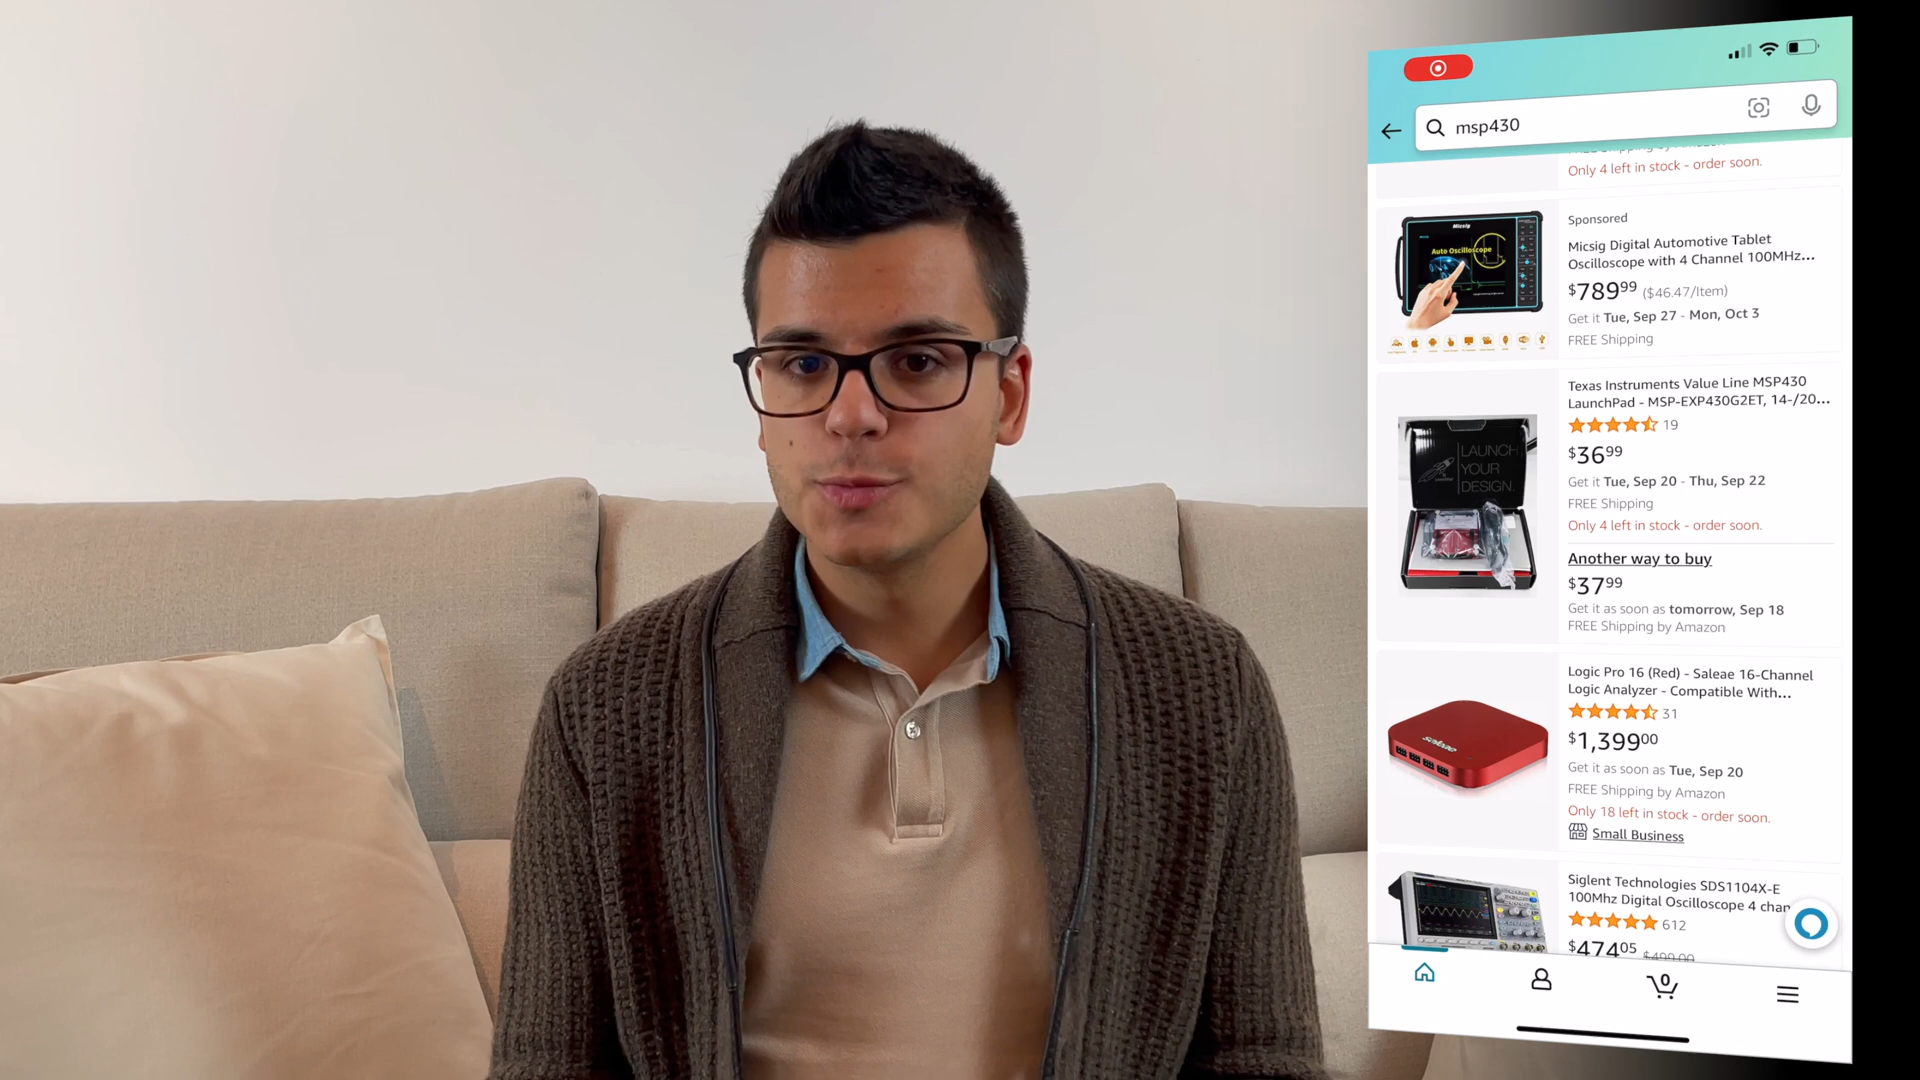 msp430
Only 4 left in stock - order soon.
Micsig
Auto Oscilloscope
Sponsored
Micsig Digital Automotive Tablet
Oscilloscope with 4 Channel 100MHz...
$789.99 ($46.47/Item)
Get it Tue, Sep 27 - Mon, Oct 3
FREE Shipping
LAUNCH
YOUR
DESIGN.
Texas Instruments Value Line MSP430
LaunchPad - MSP-EXP430G2ET, 14-/20...
19
$36.99
Get it Tue, Sep 20 - Thu, Sep 22
FREE Shipping
Only 4 left in stock - order soon.
Another way to buy
$37.99
Get it as soon as tomorrow, Sep 18
FREE Shipping by Amazon
saleae
Logic Pro 16 (Red) - Saleae 16-Channel
Logic Analyzer - Compatible With...
31
$1,399.00
Get it as soon as Tue, Sep 20
FREE Shipping by Amazon
Only 18 left in stock - order soon.
Small Business
Siglent Technologies SDS1104X-E
100Mhz Digital Oscilloscope 4 chan
612
$474.05 $499.00
0